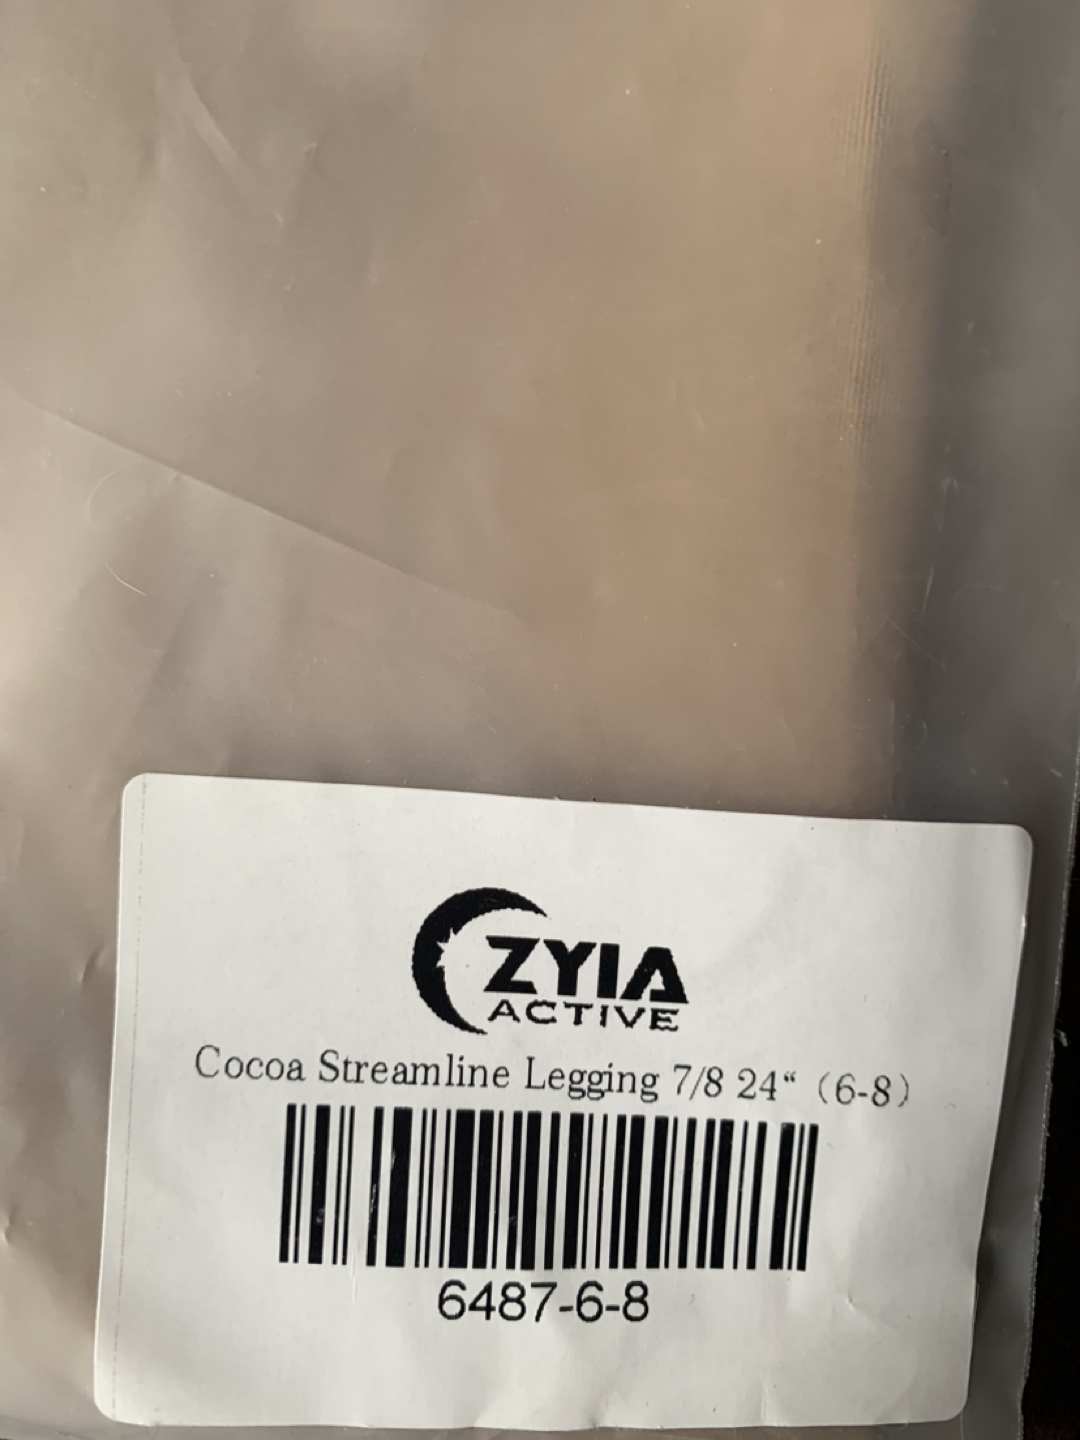 ZYIA
ACTIVE
Cocoa Streamline Legging 7/8 24“（6-8）
6487-6-8